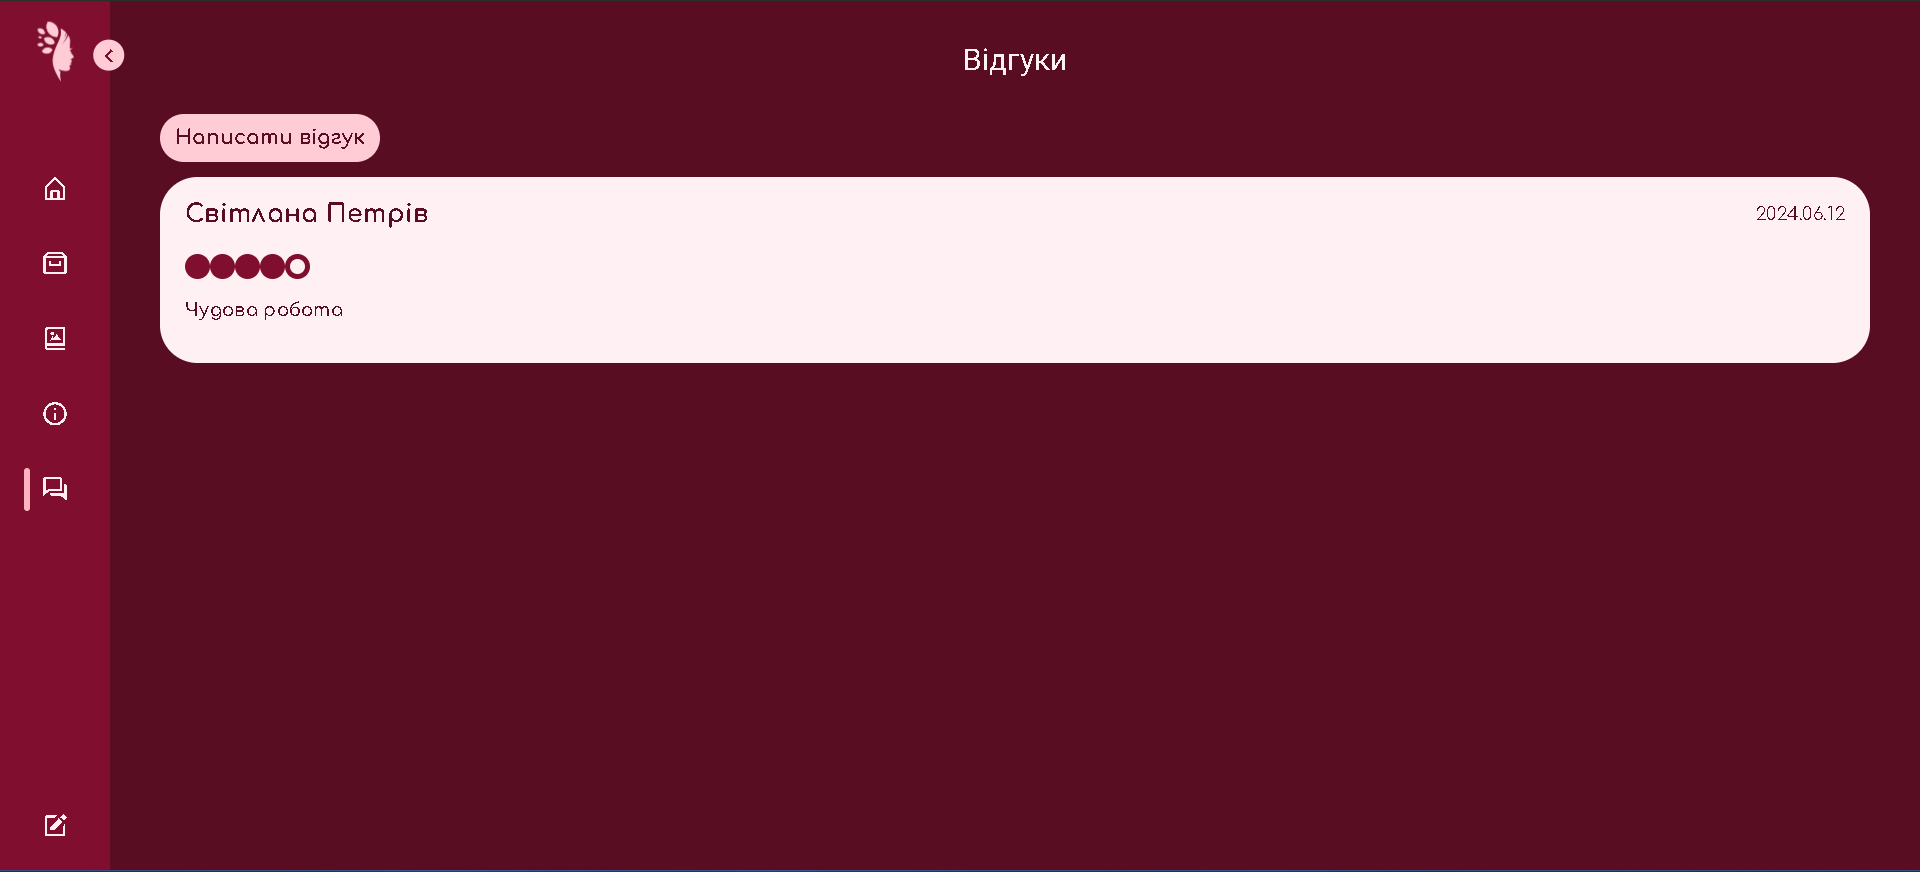 Відгуки
Написати відгук
Світлана Петрів
2024.06.12
Чудова робота